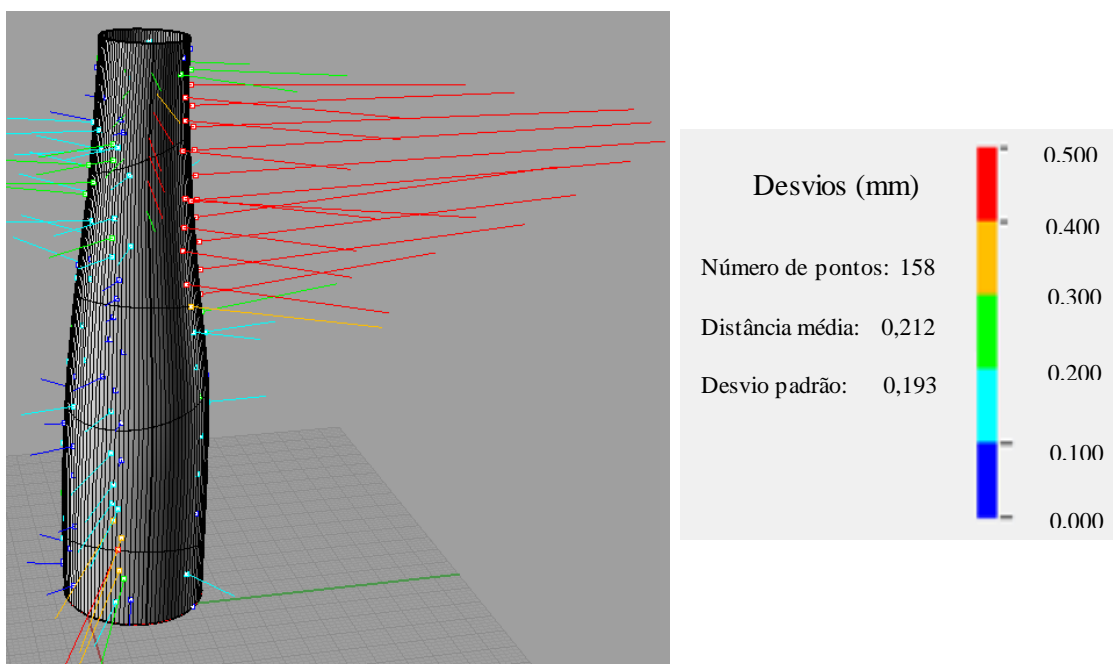 Desvios (mm)
Número de pontos: 158
Distância média: 0,212
Desvio padrão: 0,193
0.500
0.400
0.300
0.200
0.100
0.000